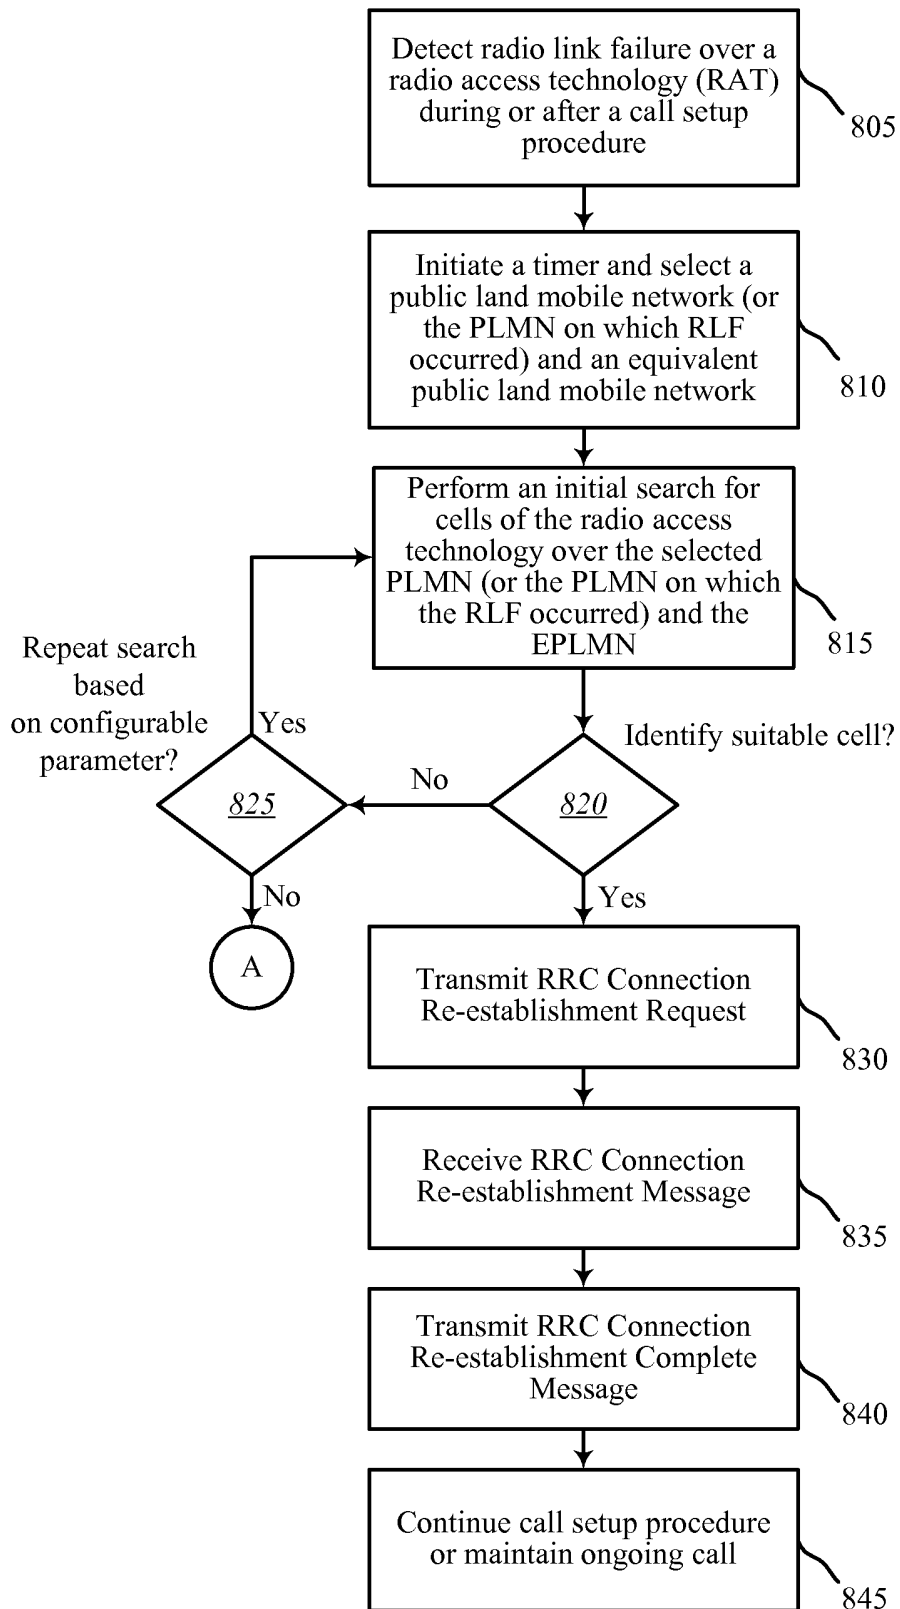 Detect radio link failure over a
radio access technology (RAT)
during or after a call setup
procedure
805
Initiate a timer and select a
public land mobile network (or
the PLMN on which RLF
occurred) and an equivalent
public land mobile network
810
Perform an initial search for
cells of the radio access
technology over the selected
PLMN (or the PLMN on which
the RLF occurred) and the
EPLMN
815
Repeat search
based
on configurable
parameter?
Yes
Identify suitable cell?
825
No
820
No
Yes
A
Transmit RRC Connection
Re-establishment Request
830
Receive RRC Connection
Re-establishment Message
835
Transmit RRC Connection
Re-establishment Complete
Message
840
Continue call setup procedure
or maintain ongoing call
845